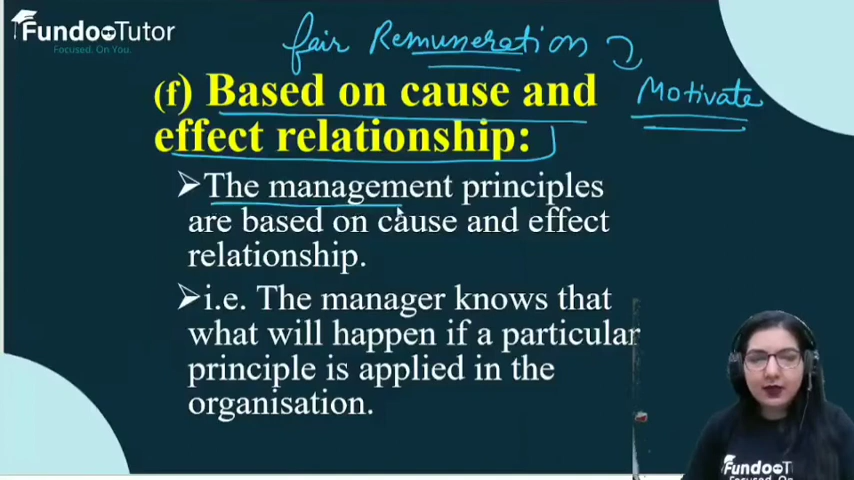 FundooTutor
Focused. On You.
fair Remuneration
Motivate
(f) Based on cause and
effect relationship:
➢The management principles
are based on cause and effect
relationship.
➢i.e. The manager knows that
what will happen if a particular
principle is applied in the
organisation.
FundooT
Focused. On